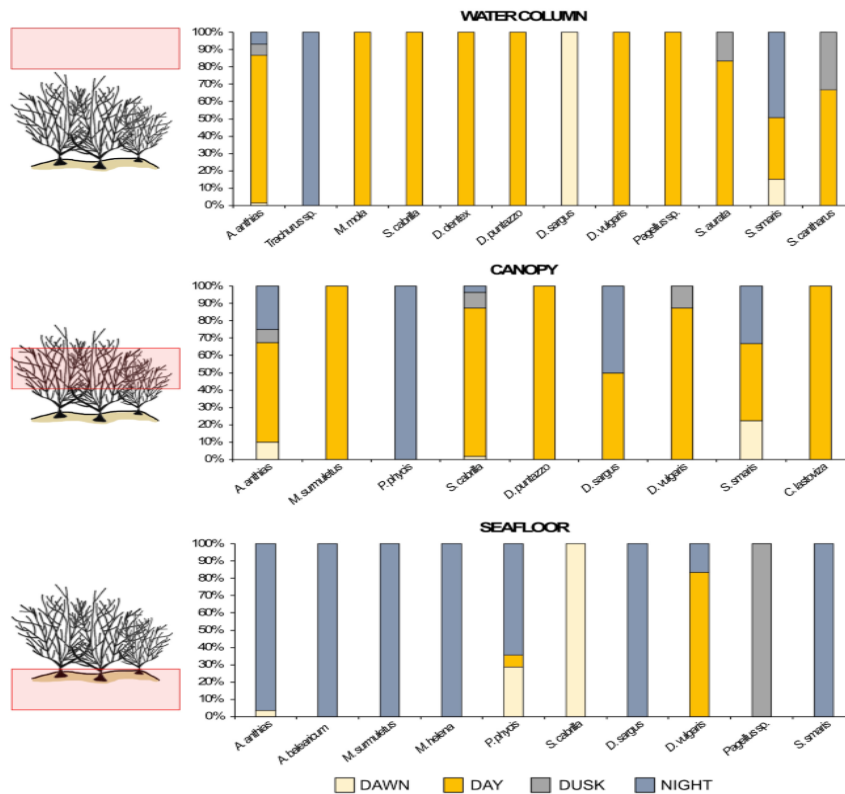 WATER COLUMN
100%
90%
80%
70%
60%
50%
40%
30%
20%
10%
0%
A. anthias
Trachurus sp.
M. mola
S. cabrilla
D. dentex
D. puntazzo
D. sargus
D. vulgaris
Pagellus sp.
S. aurata
S. smaris
S. cantharus
CANOPY
100%
90%
80%
70%
60%
50%
40%
30%
20%
10%
0%
A. anthias
M. surmuletus
P. phycis
S. cabrilla
D. puntazzo
D. sargus
D. vulgaris
S. smaris
C. lastoviza
SEAFLOOR
100%
90%
80%
70%
60%
50%
40%
30%
20%
10%
0%
A. anthias
A. balearicum
M. surmuletus
M. helena
P. phycis
S. cabrilla
D. sargus
D. vulgaris
Pagellus sp.
S. smaris
DAWN DAY DUSK NIGHT